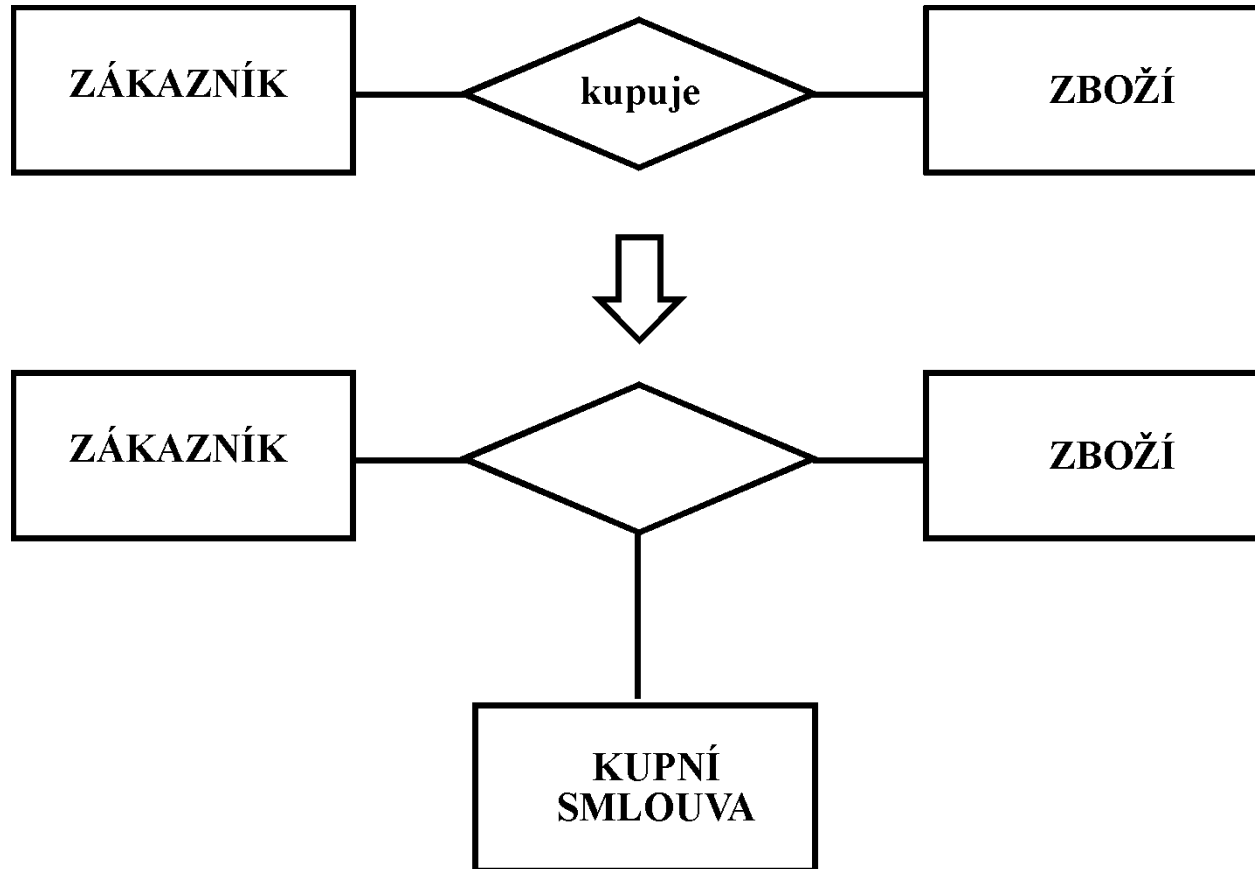 ZÁKAZNÍK
kupuje
ZBOŽÍ
ZÁKAZNÍK
ZBOŽÍ
KUPNÍ
SMLOUVA